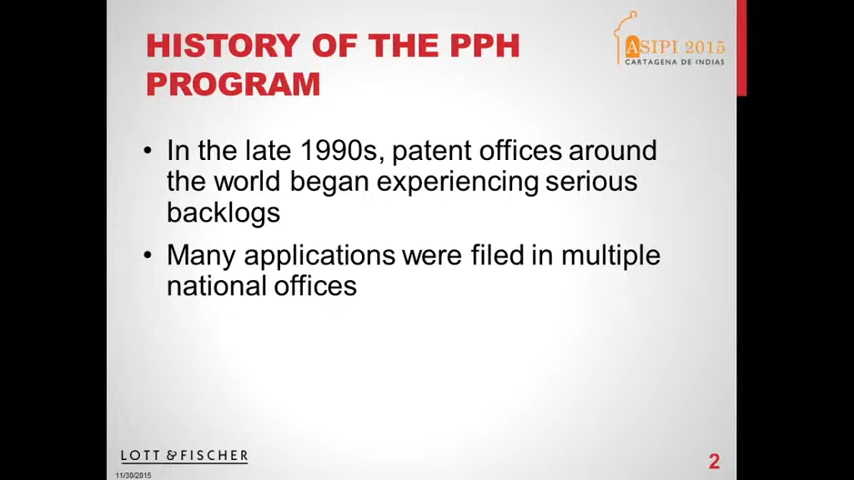 HISTORY OF THE PPH
PROGRAM
ASIPI 2015
CARTAGENA DE INDIAS
• In the late 1990s, patent offices around
the world began experiencing serious
backlogs
• Many applications were filed in multiple
national offices
LOTT & FISCHER
11/30/2015
2